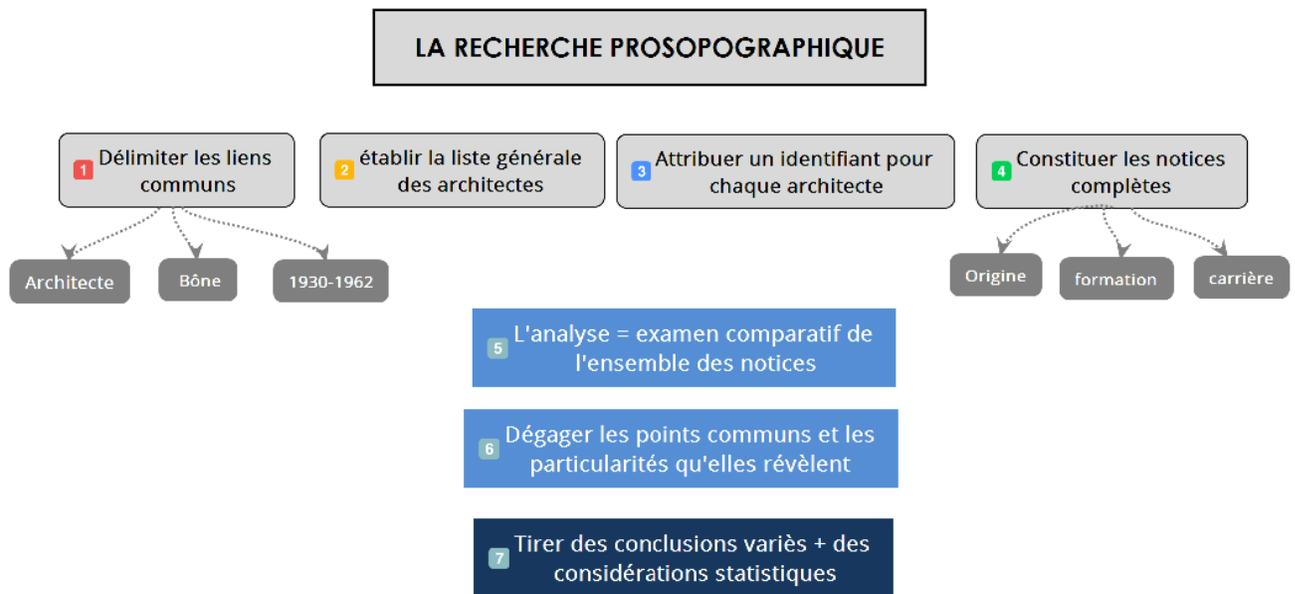 LA RECHERCHE PROSOPOGRAPHIQUE
1 Délimiter les liens
communs
2 établir la liste générale
des architectes
3 Attribuer un identifiant pour
chaque architecte
4 Constituer les notices
complètes
Architecte
Bône
1930-1962
Origine
formation
carrière
5 L'analyse = examen comparatif de
l'ensemble des notices
6 Dégager les points communs et les
particularités qu'elles révèlent
7 Tirer des conclusions variès + des
considérations statistiques